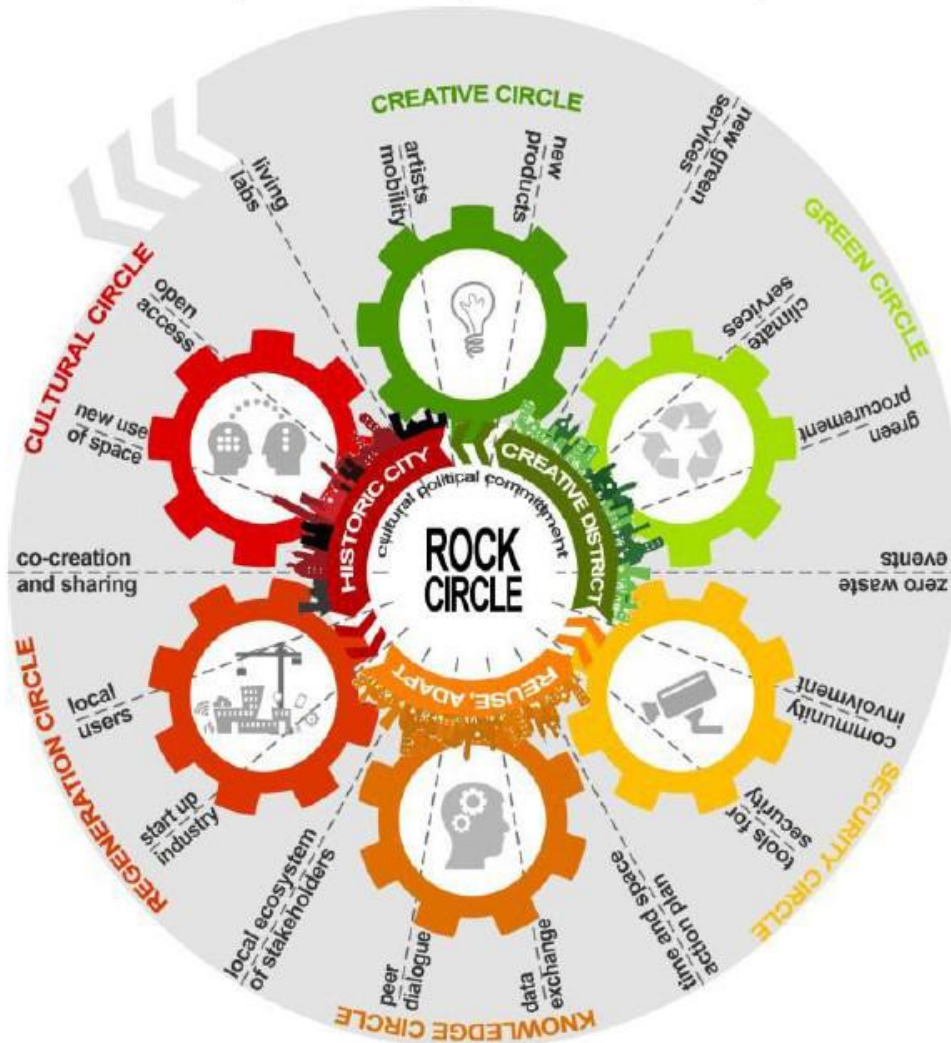 CREATIVE CIRCLE
living
labs
artists
mobility
new
products
new green
services
GREEN CIRCLE
climate
services
green
procurement
zero waste
events
SECURITY CIRCLE
community
involvment
tools for
security
time and space
action plan
KNOWLEDGE CIRCLE
data
exchange
peer
dialogue
local ecosystem
of stakeholders
REGENERATION CIRCLE
start up
industry
local
users
co-creation
and sharing
CULTURAL CIRCLE
new use
of space
open
access
HISTORIC CITY
CREATIVE DISTRICT
REUSE, ADAPT
cultural political committment
ROCK
CIRCLE